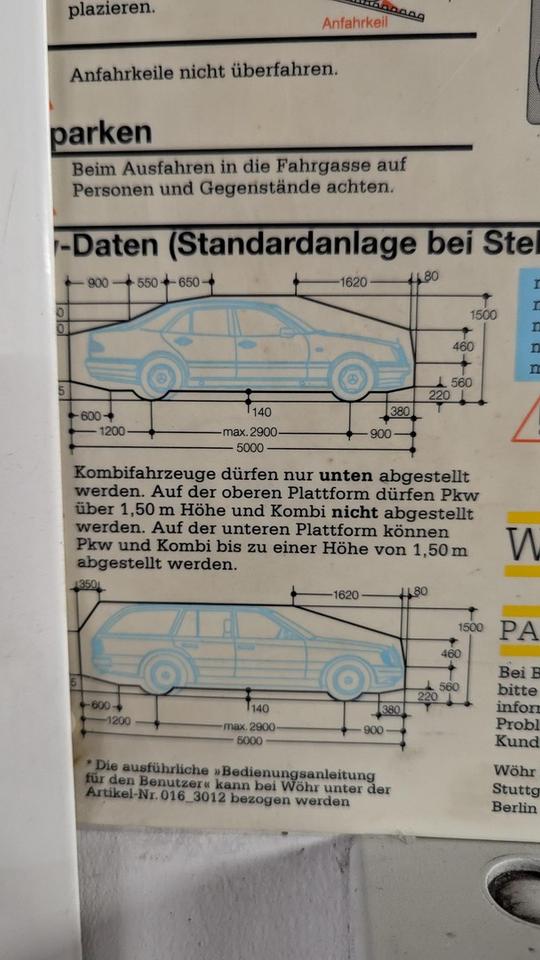 plazieren.
Anfahrkeil
Anfahrkeile nicht überfahren.
parken
Beim Ausfahren in die Fahrgasse auf
Personen und Gegenstände achten.
-Daten (Standardanlage bei Stel
900 550 650 1620 80
1500
460
560
220
600 140 380
1200 max. 2900 900
5000
Kombifahrzeuge dürfen nur unten abgestellt
werden. Auf der oberen Plattform dürfen Pkw
über 1,50 m Höhe und Kombi nicht abgestellt
werden. Auf der unteren Plattform können
Pkw und Kombi bis zu einer Höhe von 1,50 m
abgestellt werden.
350 1620 80
1500
460
560
220
600 140 380
1200 max. 2900 900
5000
* Die ausführliche »Bedienungsanleitung
für den Benutzer« kann bei Wöhr unter der
Artikel-Nr. 016_3012 bezogen werden
W
PA
Bei B
bitte
infor
Probl
Kund
Wöhr
Stuttg
Berlin